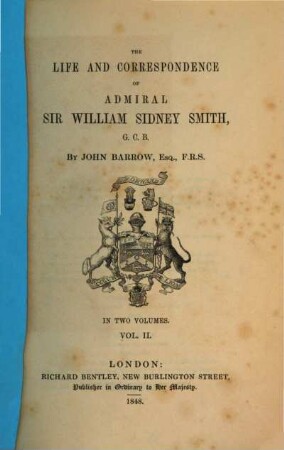 THE
LIFE AND CORRESPONDENCE
OF
ADMIRAL
SIR WILLIAM SIDNEY SMITH,
G. C. B.
BY JOHN BARROW, ESQ., F.R.S.
IN TWO VOLUMES.
VOL. II.
LONDON:
RICHARD BENTLEY, NEW BURLINGTON STREET,
Publisher in Ordinary to Her Majesty.
1848.